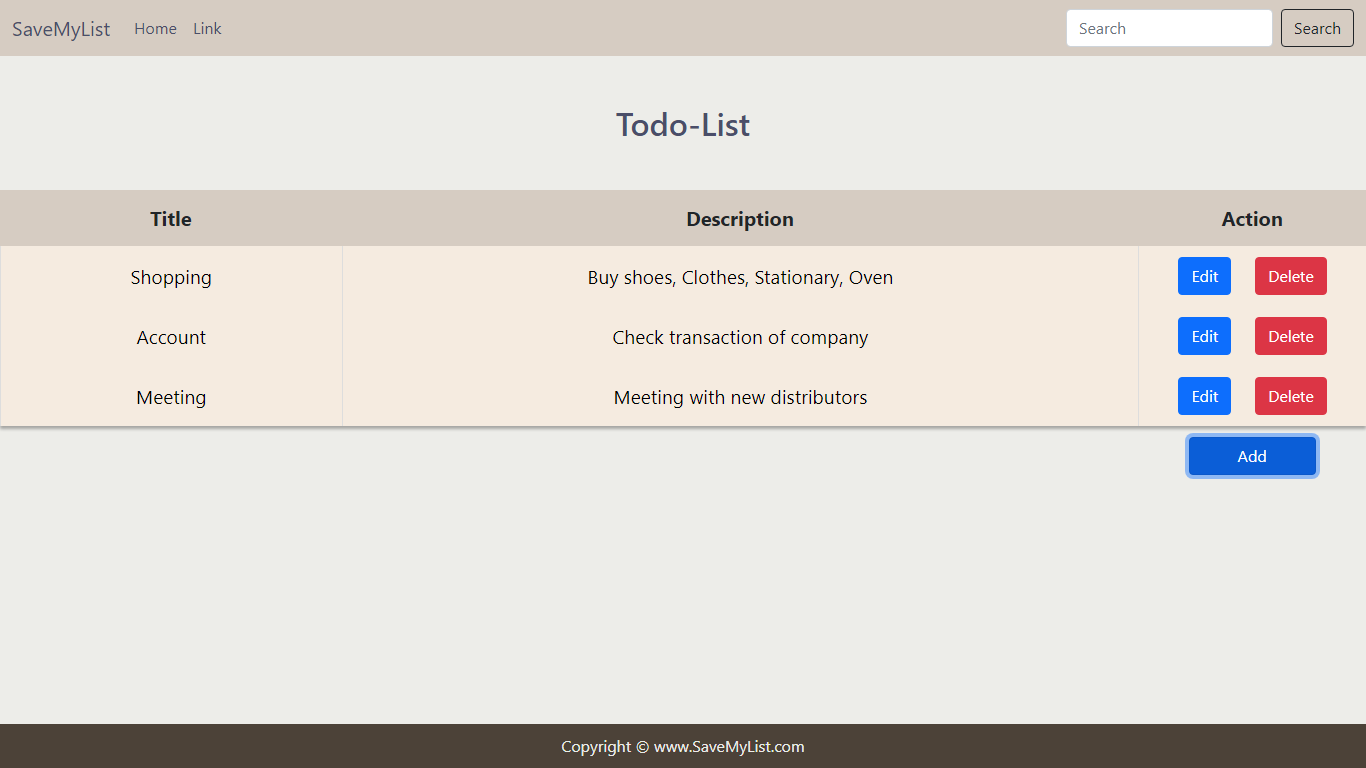 SaveMyList Home Link Search Search
Todo-List
Title Description Action
Shopping Buy shoes, Clothes, Stationary, Oven Edit Delete
Account Check transaction of company Edit Delete
Meeting Meeting with new distributors Edit Delete
Add
Copyright © www.SaveMyList.com